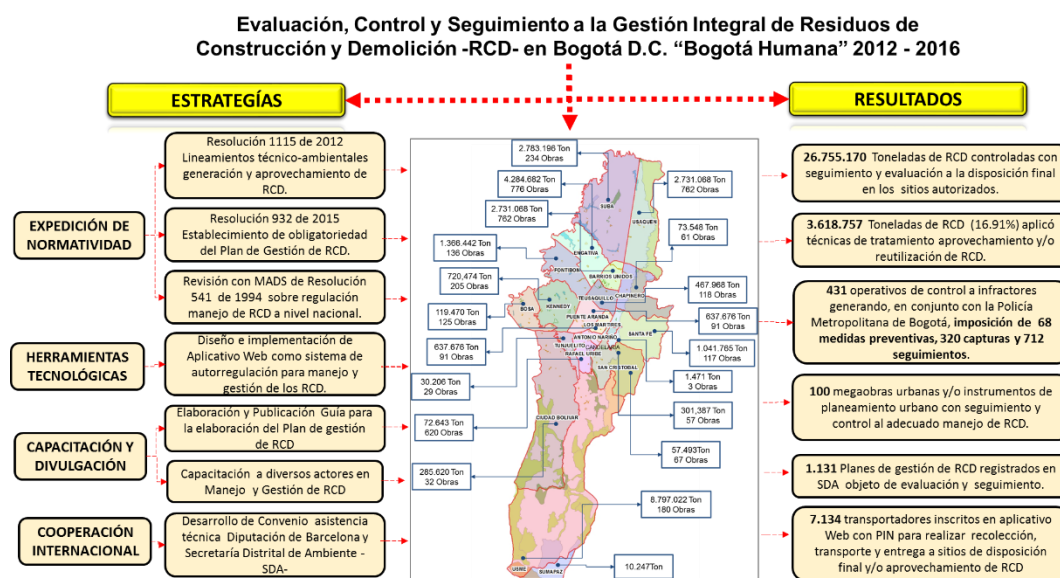 Evaluación, Control y Seguimiento a la Gestión Integral de Residuos de
Construcción y Demolición -RCD- en Bogotá D.C. “Bogotá Humana” 2012 - 2016
ESTRATEGÍAS
RESULTADOS
EXPEDICIÓN DE
NORMATIVIDAD
Resolución 1115 de 2012
Lineamientos técnico-ambientales
generación y aprovechamiento de
RCD.
Resolución 932 de 2015
Establecimiento de obligatoriedad
del Plan de Gestión de RCD.
Revisión con MADS de Resolución
541 de 1994 sobre regulación
manejo de RCD a nivel nacional.
HERRAMIENTAS
TECNOLÓGICAS
Diseño e implementación de
Aplicativo Web como sistema de
autorregulación para manejo y
gestión de los RCD.
CAPACITACIÓN Y
DIVULGACIÓN
Elaboración y Publicación Guía para
la elaboración del Plan de gestión
de RCD
Capacitación a diversos actores en
Manejo y Gestión de RCD
COOPERACIÓN
INTERNACIONAL
Desarrollo de Convenio asistencia
técnica Diputación de Barcelona y
Secretaría Distrital de Ambiente -
SDA-
2.783.196 Ton
234 Obras
4.284.682 Ton
776 Obras
2.731.068 Ton
762 Obras
2.731.068 Ton
762 Obras
73.548 Ton
61 Obras
1.366.442 Ton
136 Obras
720,474 Ton
205 Obras
467.968 Ton
118 Obras
119.470 Ton
125 Obras
637.676 Ton
91 Obras
637.676 Ton
91 Obras
1.041.765 Ton
117 Obras
30.206 Ton
29 Obras
1,471 Ton
3 Obras
72.643 Ton
620 Obras
301,387 Ton
57 Obras
57.493Ton
67 Obras
285.620 Ton
32 Obras
8.797.022 Ton
180 Obras
10.247Ton
SUBA
USAQUEN
ENGATIVA
BARRIOS UNIDOS
FONTIBON
CHAPINERO
TEUSAQUILLO
KENNEDY
BOSA
PUENTE ARANDA
LOS MARTIRES
SANTA FE
ANTONIO NARIÑO
TUNJUELITO
CANDELARIA
RAFAEL URIBE
SAN CRISTOBAL
CIUDAD BOLIVAR
USME
SUMAPAZ
26.755.170 Toneladas de RCD controladas con
seguimiento y evaluación a la disposición final
en los sitios autorizados.
3.618.757 Toneladas de RCD (16.91%) aplicó
técnicas de tratamiento aprovechamiento y/o
reutilización de RCD.
431 operativos de control a infractores
generando, en conjunto con la Policía
Metropolitana de Bogotá, imposición de 68
medidas preventivas, 320 capturas y 712
seguimientos.
100 megaobras urbanas y/o instrumentos de
planeamiento urbano con seguimiento y
control al adecuado manejo de RCD.
1.131 Planes de gestión de RCD registrados en
SDA objeto de evaluación y seguimiento.
7.134 transportadores inscritos en aplicativo
Web con PIN para realizar recolección,
transporte y entrega a sitios de disposición
final y/o aprovechamiento de RCD